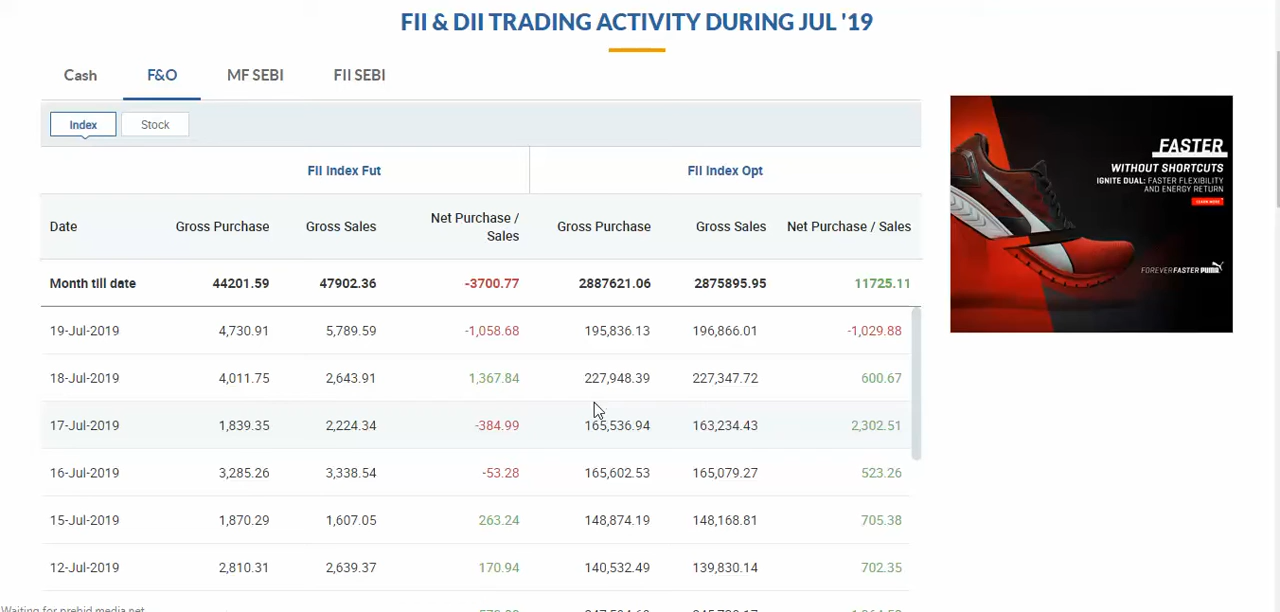 FII & DII TRADING ACTIVITY DURING JUL '19
Cash F&O MF SEBI FII SEBI
Index Stock
FII Index Fut FII Index Opt
Date Gross Purchase Gross Sales Net Purchase / Sales Gross Purchase Gross Sales Net Purchase / Sales
Month till date 44201.59 47902.36 -3700.77 2887621.06 2875895.95 11725.11
19-Jul-2019 4,730.91 5,789.59 -1,058.68 195,836.13 196,866.01 -1,029.88
18-Jul-2019 4,011.75 2,643.91 1,367.84 227,948.39 227,347.72 600.67
17-Jul-2019 1,839.35 2,224.34 -384.99 165,536.94 163,234.43 2,302.51
16-Jul-2019 3,285.26 3,338.54 -53.28 165,602.53 165,079.27 523.26
15-Jul-2019 1,870.29 1,607.05 263.24 148,874.19 148,168.81 705.38
12-Jul-2019 2,810.31 2,639.37 170.94 140,532.49 139,830.14 702.35
FASTER
WITHOUT SHORTCUTS
IGNITE DUAL: FASTER FLEXIBILITY
AND ENERGY RETURN
LEARN MORE
FOREVER FASTER PUMA
Waiting for prebid.media.net